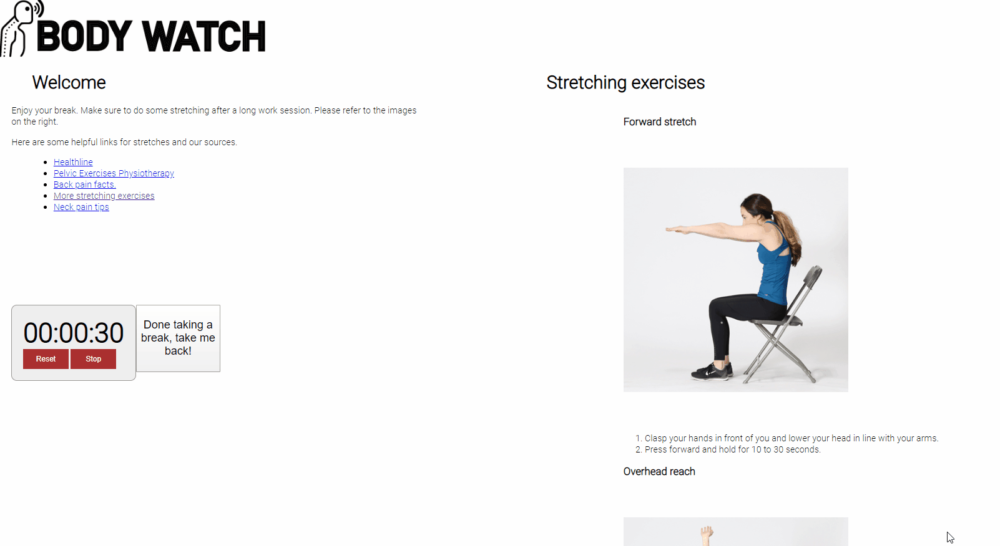 BODY WATCH
Welcome
Enjoy your break. Make sure to do some stretching after a long work session. Please refer to the images
on the right.
Here are some helpful links for stretches and our sources.
Healthline
Pelvic Exercises Physiotherapy
Back pain facts.
More stretching exercises
Neck pain tips
00:00:30
Reset Stop
Done taking a
break, take me
back!
Stretching exercises
Forward stretch
1. Clasp your hands in front of you and lower your head in line with your arms.
2. Press forward and hold for 10 to 30 seconds.
Overhead reach